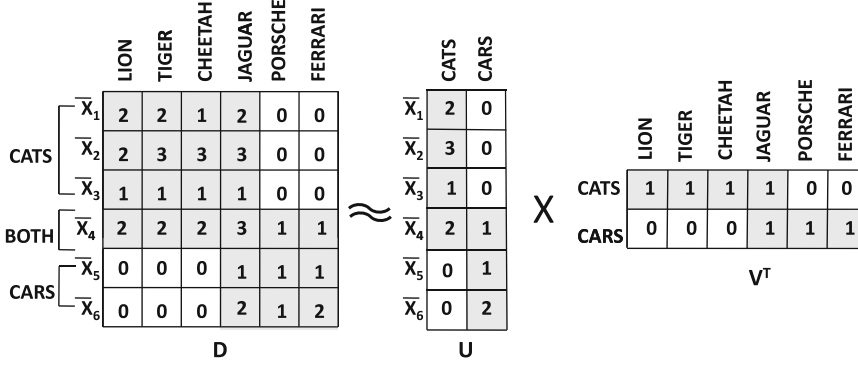 LION TIGER CHEETAH JAGUAR PORSCHE FERRARI
X̅1 2 2 1 2 0 0
X̅2 2 3 3 3 0 0
X̅3 1 1 1 1 0 0
X̅4 2 2 2 3 1 1
X̅5 0 0 0 1 1 1
X̅6 0 0 0 2 1 2
CATS
BOTH
CARS
D
≈
CATS CARS
X̅1 2 0
X̅2 3 0
X̅3 1 0
X̅4 2 1
X̅5 0 1
X̅6 0 2
U
X
LION TIGER CHEETAH JAGUAR PORSCHE FERRARI
CATS 1 1 1 1 0 0
CARS 0 0 0 1 1 1
Vᵀ